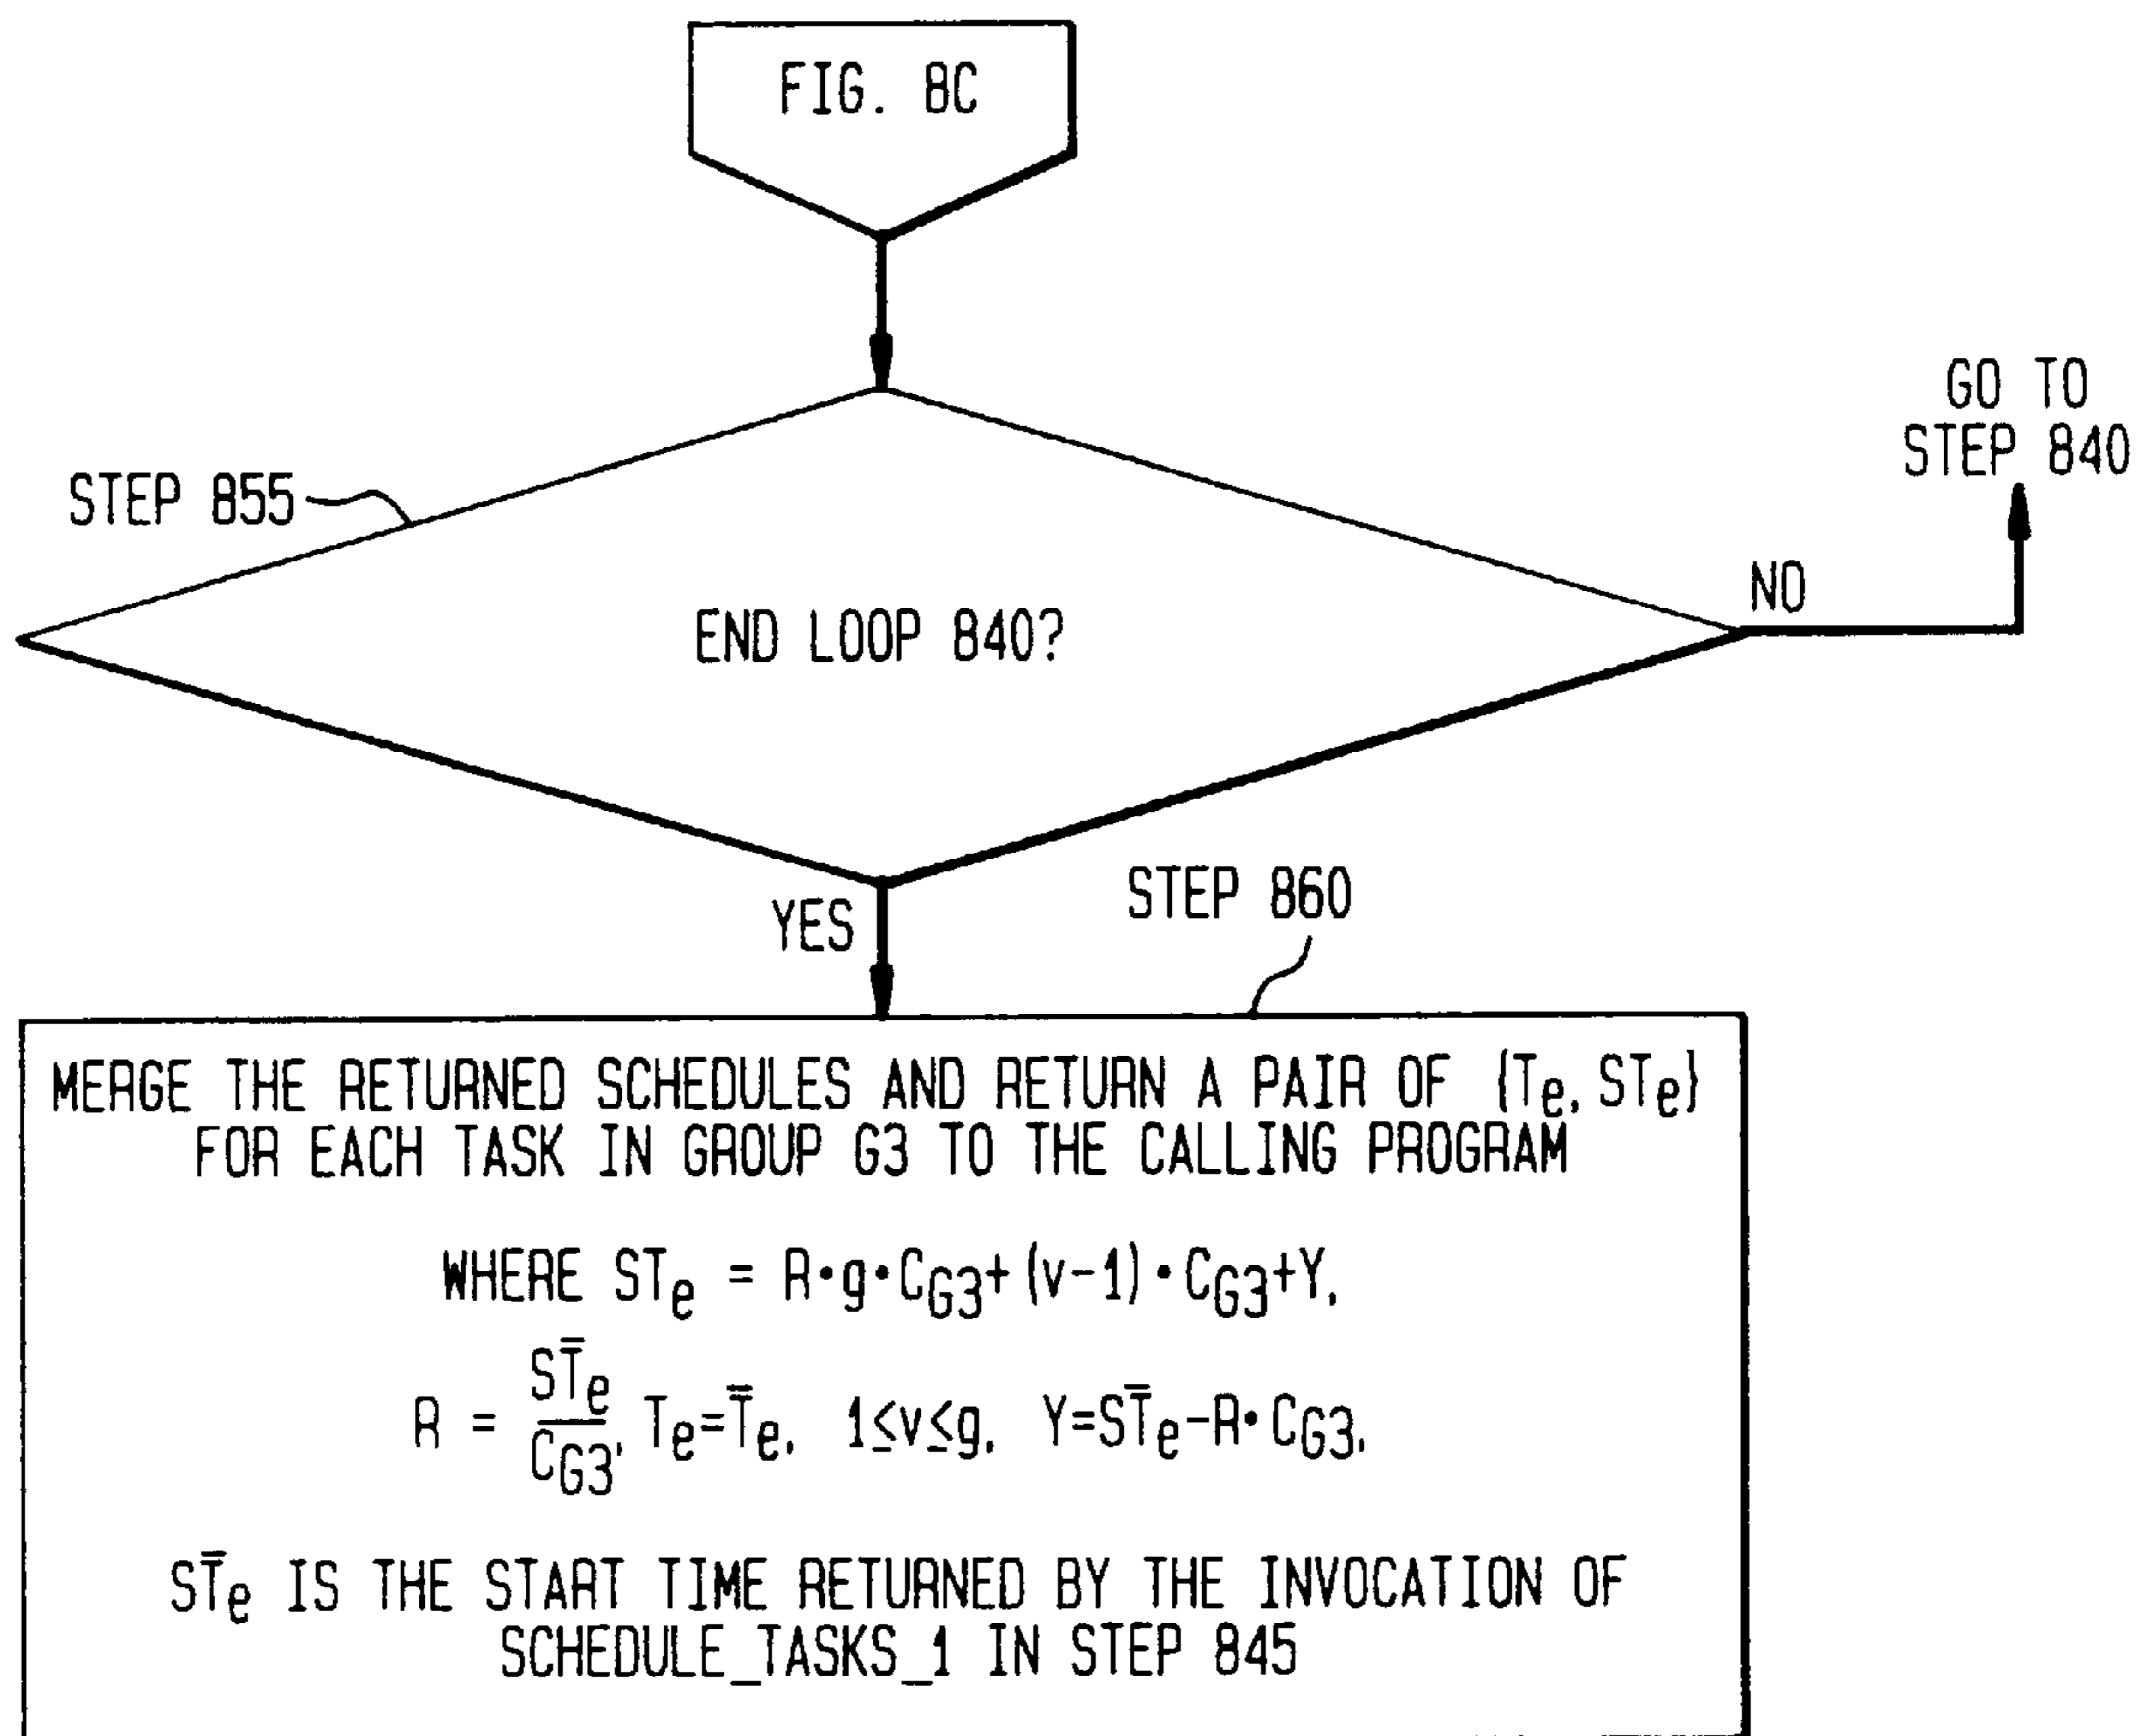 FIG. 8C
GO TO
STEP 840
STEP 855
NO
END LOOP 840?
YES
STEP 860
MERGE THE RETURNED SCHEDULES AND RETURN A PAIR OF {Te, STe}
FOR EACH TASK IN GROUP G3 TO THE CALLING PROGRAM
WHERE STe = R•g•CG3+(v-1)•CG3+Y,
R = ST̄e/CG3, Te=T̄e, 1≤v≤g, Y=ST̄e-R•CG3.
ST̄e IS THE START TIME RETURNED BY THE INVOCATION OF
SCHEDULE_TASKS_1 IN STEP 845